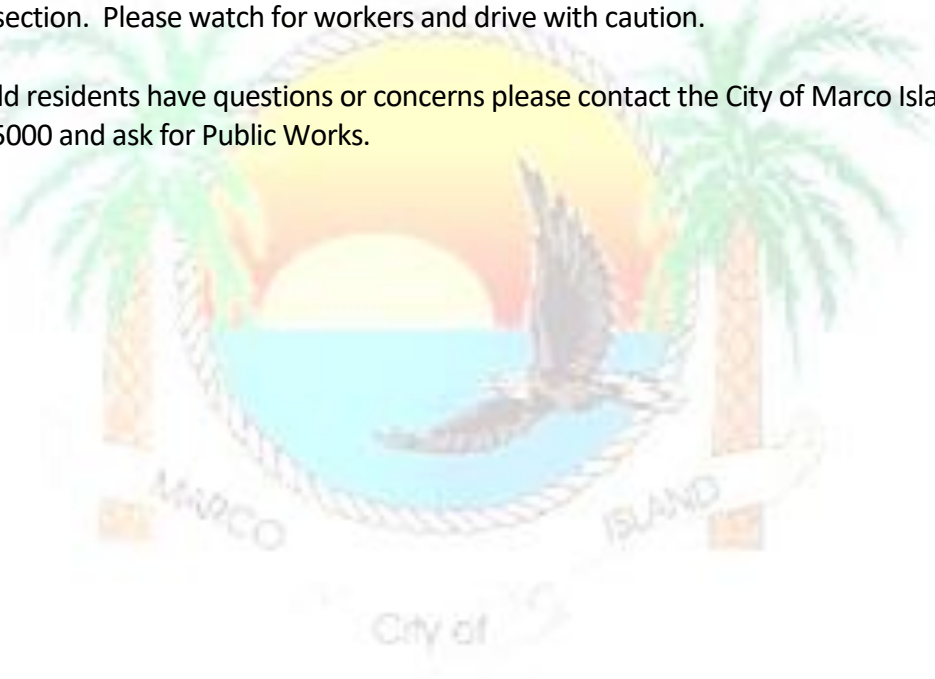 section. Please watch for workers and drive with caution.
ld residents have questions or concerns please contact the City of Marco Isla
5000 and ask for Public Works.
MARCO ISLAND
City of